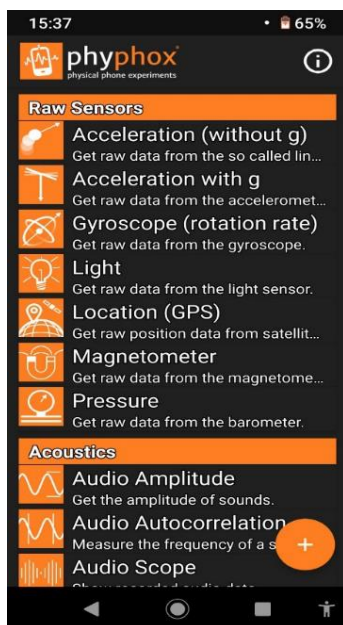 15:37
65%
phyphox
physical phone experiments
Raw Sensors
Acceleration (without g)
Get raw data from the so called lin...
Acceleration with g
Get raw data from the acceleromet...
Gyroscope (rotation rate)
Get raw data from the gyroscope.
Light
Get raw data from the light sensor.
Location (GPS)
Get raw position data from satellit...
Magnetometer
Get raw data from the magnetome...
Pressure
Get raw data from the barometer.
Acoustics
Audio Amplitude
Get the amplitude of sounds.
Audio Autocorrelation
Measure the frequency of a s
Audio Scope
Show recorded audio data.